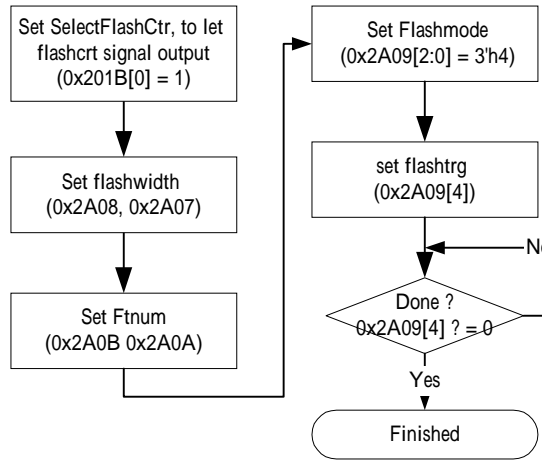 Set SelectFlashCtr, to let
flashcrt signal output
(0x201B[0] = 1)
Set flashwidth
(0x2A08, 0x2A07)
Set Ftnum
(0x2A0B 0x2A0A)
Set Flashmode
(0x2A09[2:0] = 3'h4)
set flashtrg
(0x2A09[4])
Done ?
0x2A09[4] ? = 0
Yes
Finished